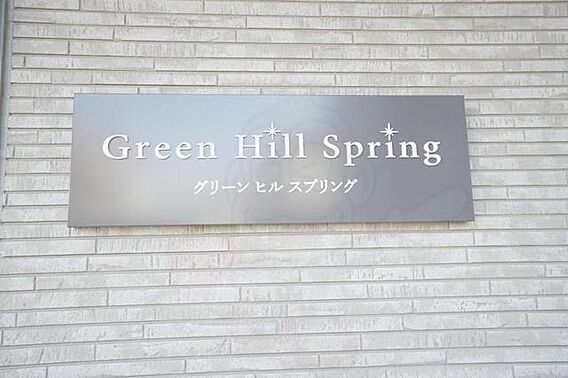 Green Hill Spring
グリーン ヒル スプリング